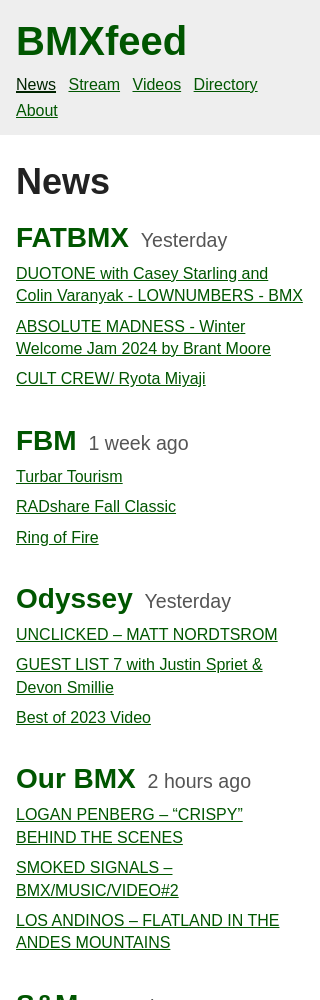 BMXfeed
News Stream Videos Directory
About
News
FATBMX Yesterday
DUOTONE with Casey Starling and
Colin Varanyak - LOWNUMBERS - BMX
ABSOLUTE MADNESS - Winter
Welcome Jam 2024 by Brant Moore
CULT CREW/ Ryota Miyaji
FBM 1 week ago
Turbar Tourism
RADshare Fall Classic
Ring of Fire
Odyssey Yesterday
UNCLICKED – MATT NORDTSROM
GUEST LIST 7 with Justin Spriet &
Devon Smillie
Best of 2023 Video
Our BMX 2 hours ago
LOGAN PENBERG – “CRISPY”
BEHIND THE SCENES
SMOKED SIGNALS –
BMX/MUSIC/VIDEO#2
LOS ANDINOS – FLATLAND IN THE
ANDES MOUNTAINS